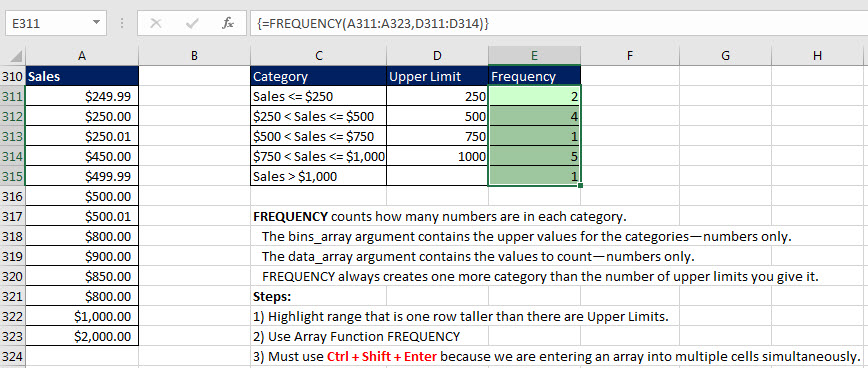 E311 fx {=FREQUENCY(A311:A323,D311:D314)}
A B C D E F G H
310 Sales Category Upper Limit Frequency
311 $249.99 Sales <= $250 250 2
312 $250.00 $250 < Sales <= $500 500 4
313 $250.01 $500 < Sales <= $750 750 1
314 $450.00 $750 < Sales <= $1,000 1000 5
315 $499.99 Sales > $1,000 1
316 $500.00
317 $500.01 FREQUENCY counts how many numbers are in each category.
318 $800.00 The bins_array argument contains the upper values for the categories—numbers only.
319 $900.00 The data_array argument contains the values to count—numbers only.
320 $850.00 FREQUENCY always creates one more category than the number of upper limits you give it.
321 $800.00 Steps:
322 $1,000.00 1) Highlight range that is one row taller than there are Upper Limits.
323 $2,000.00 2) Use Array Function FREQUENCY
324 3) Must use Ctrl + Shift + Enter because we are entering an array into multiple cells simultaneously.